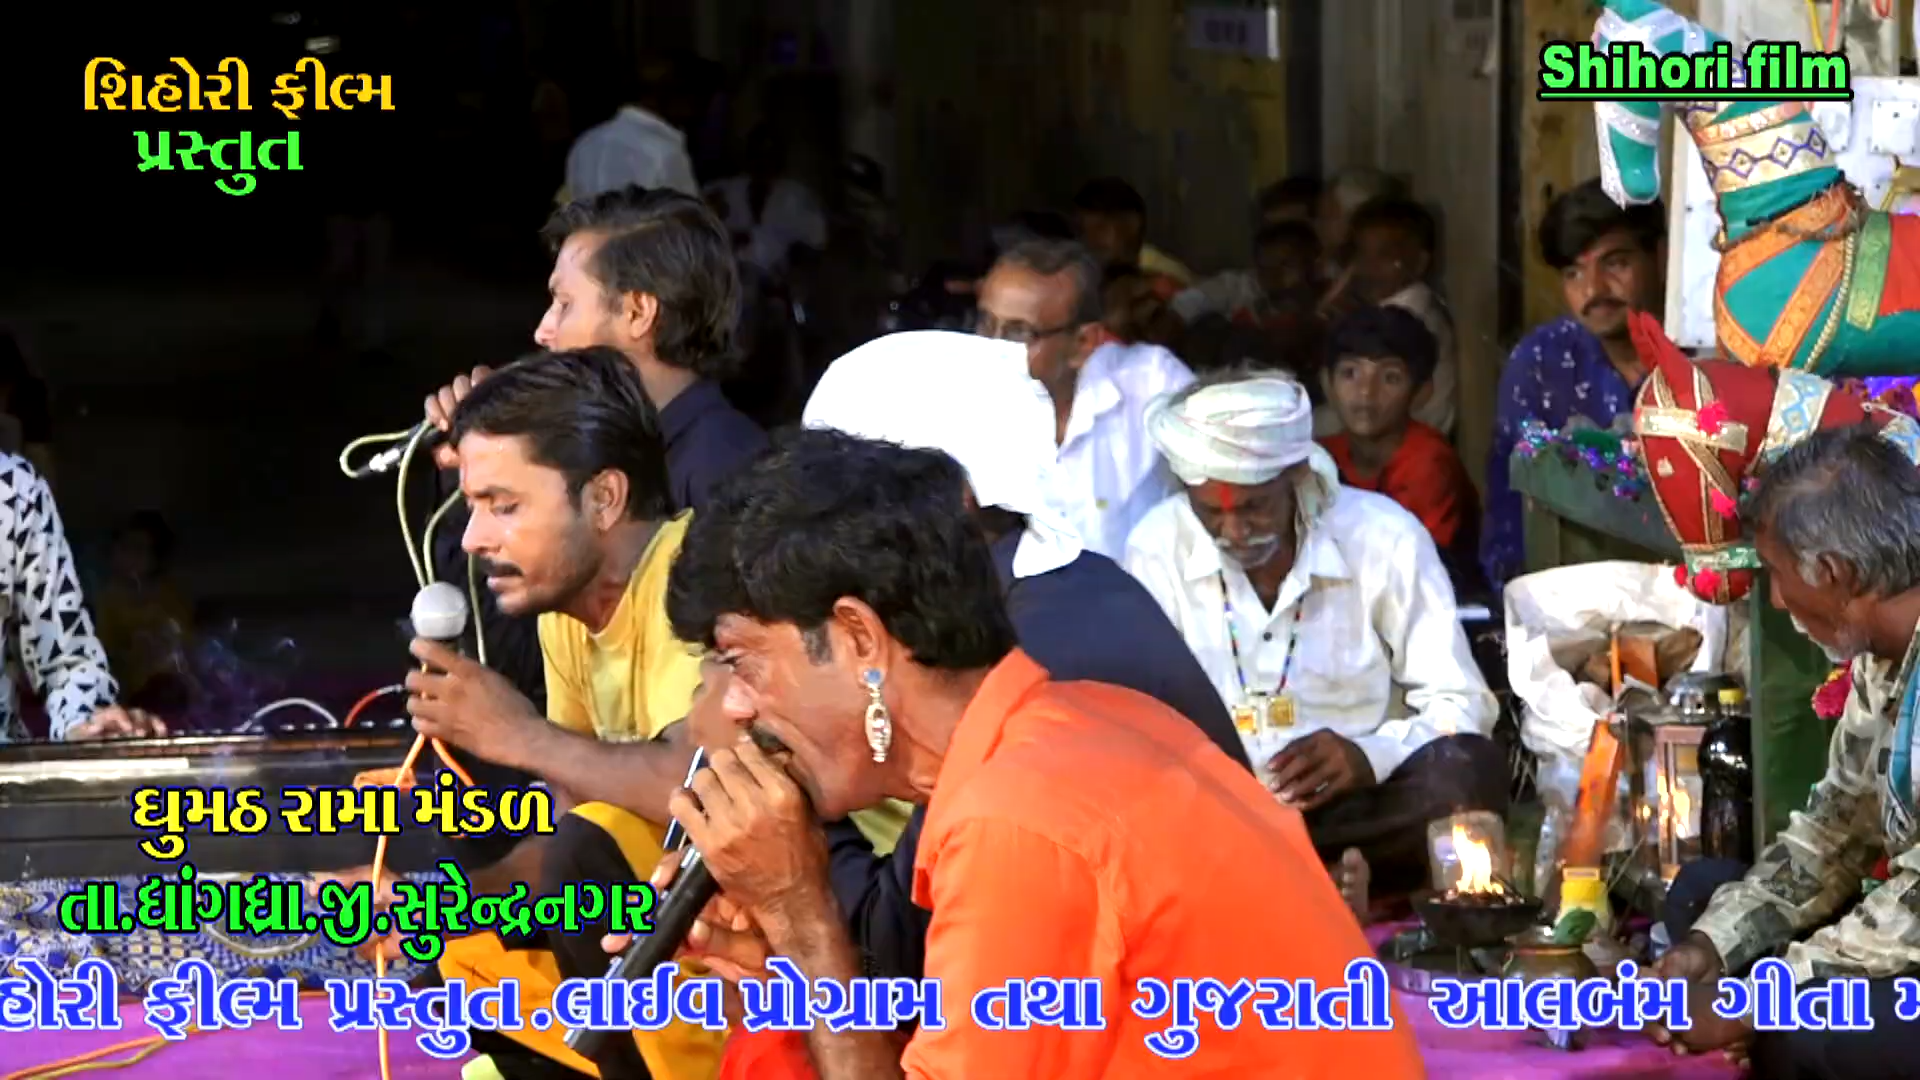 શિહોરી ફીલ્મ
પ્રસ્તુત
Shihori film
ઘુમઠ રામા મંડળ
તા.ધ્રાંગધ્રા.જી.સુરેન્દ્રનગર
હોરી ફીલ્મ પ્રસ્તુત.લાઈવ પ્રોગ્રામ તથા ગુજરાતી આલબંમ ગીતા